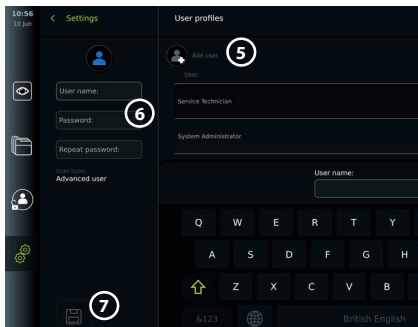 10:56
10 Jun
Settings
User profiles
Add user
5
User
User name:
Service Technician
Password:
6
System Administrator
Repeat password:
User type:
Advanced user
User name:
Q W E R T Y
A S D F G H
Z X C V B
7
&123
British English